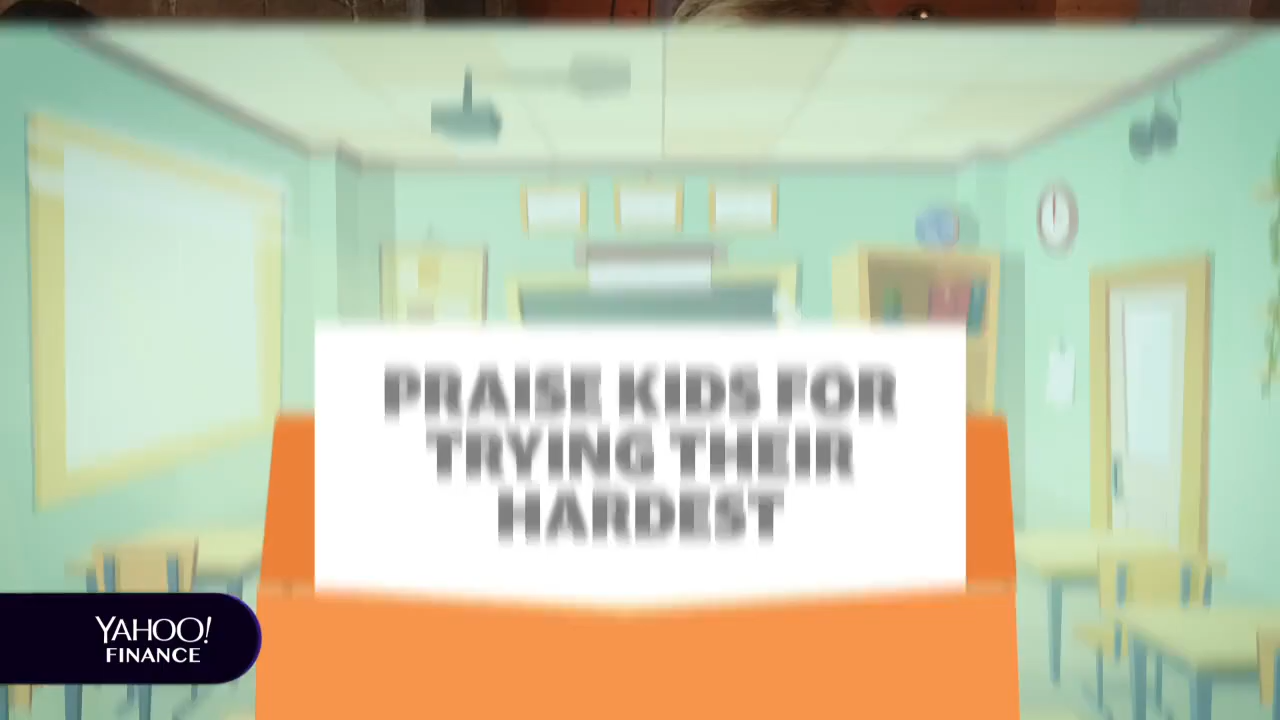 PRAISE KIDS FOR
TRYING THEIR
HARDEST
YAHOO!
FINANCE